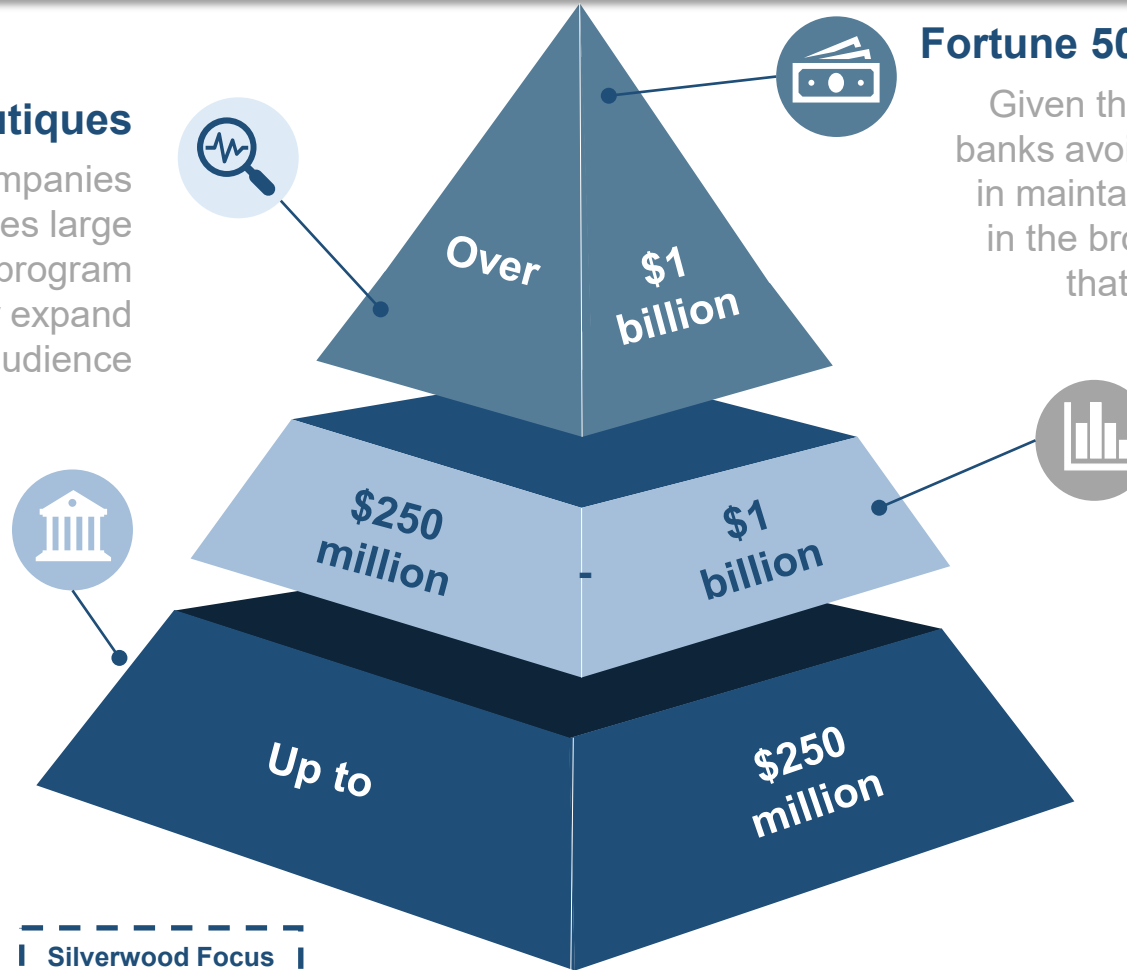 utiques
mpanies
es large
program
expand
udience
Fortune 50
Given th
banks avoi
in mainta
in the bro
that
Over
$1
billion
$250
million
-
$1
billion
Up to
$250
million
Silverwood Focus